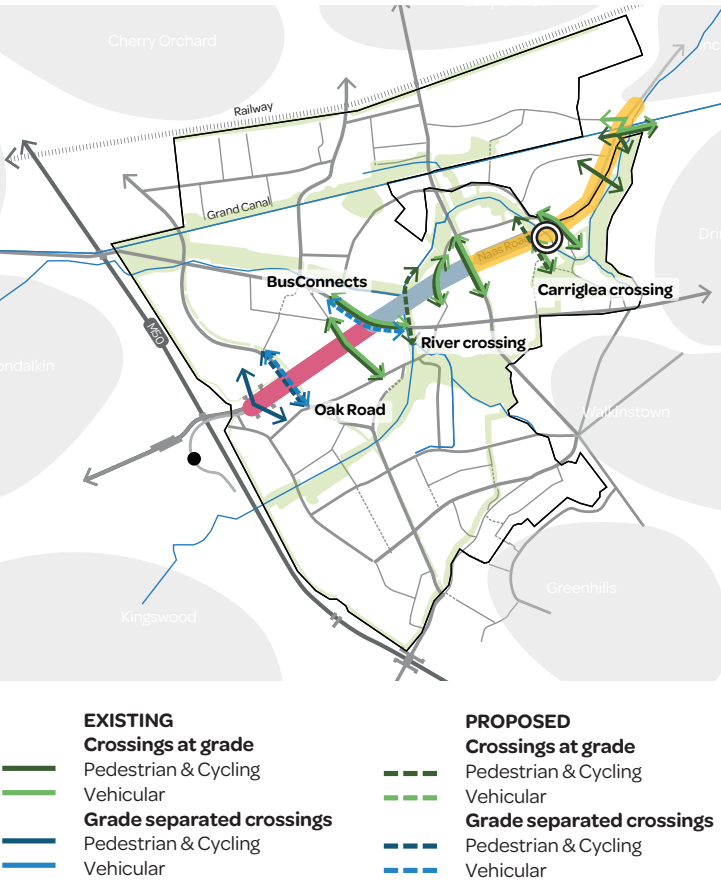 Cherry Orchard
Railway
Grand Canal
Naas Road
BusConnects
Carriglea crossing
M50
River crossing
Oak Road
Walkinstown
Greenhills
Kingswood
EXISTING
Crossings at grade
Pedestrian & Cycling
Vehicular
Grade separated crossings
Pedestrian & Cycling
Vehicular
PROPOSED
Crossings at grade
Pedestrian & Cycling
Vehicular
Grade separated crossings
Pedestrian & Cycling
Vehicular